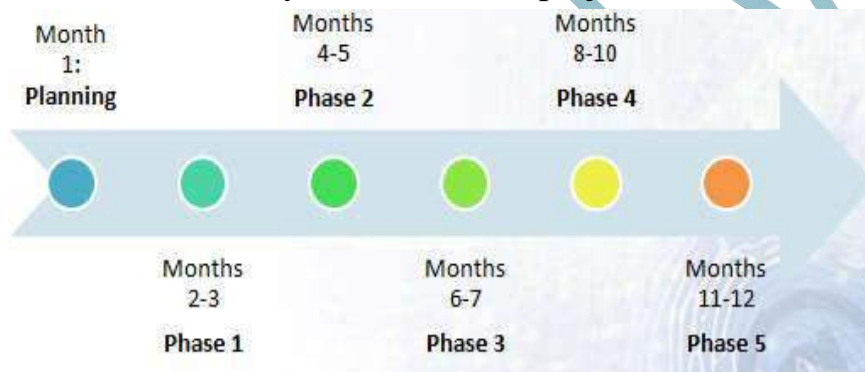 Month
1:
Planning
Months
4-5
Phase 2
Months
8-10
Phase 4
Months
2-3
Phase 1
Months
6-7
Phase 3
Months
11-12
Phase 5